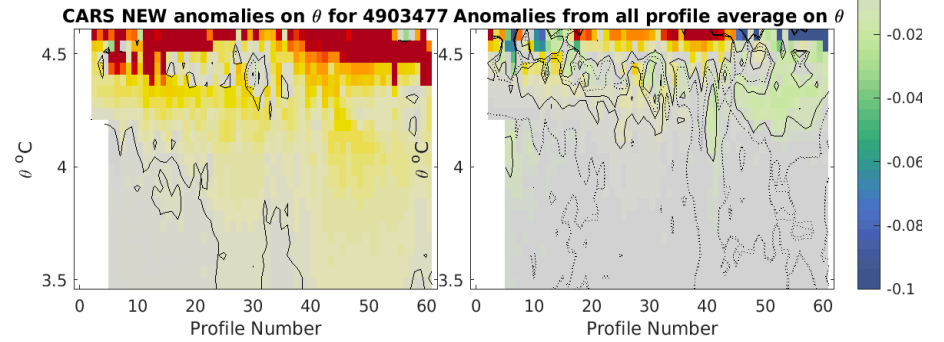 CARS NEW anomalies on θ for 4903477 Anomalies from all profile average on θ
4.5
4
3.5
θ °C
0 10 20 30 40 50 60
Profile Number
4.5
4
3.5
θ °C
0 10 20 30 40 50 60
Profile Number
-0.02
-0.04
-0.06
-0.08
-0.1